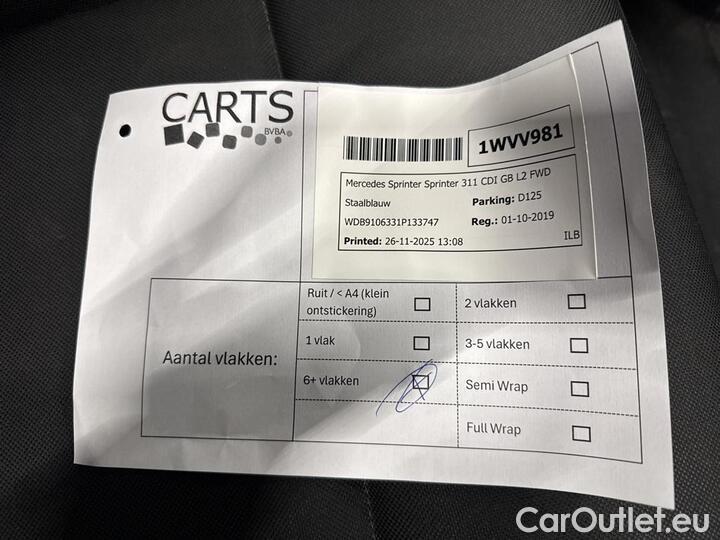 CARTS
BVBA
1WVV981
Mercedes Sprinter Sprinter 311 CDI GB L2 FWD
Staalblauw Parking: D125
WDB9106331P133747 Reg.: 01-10-2019
Printed: 26-11-2025 13:08 ILB
Aantal vlakken:
Ruit / < A4 (klein
ontstickering)
2 vlakken
1 vlak
3-5 vlakken
6+ vlakken
Semi Wrap
Full Wrap
CarOutlet.eu